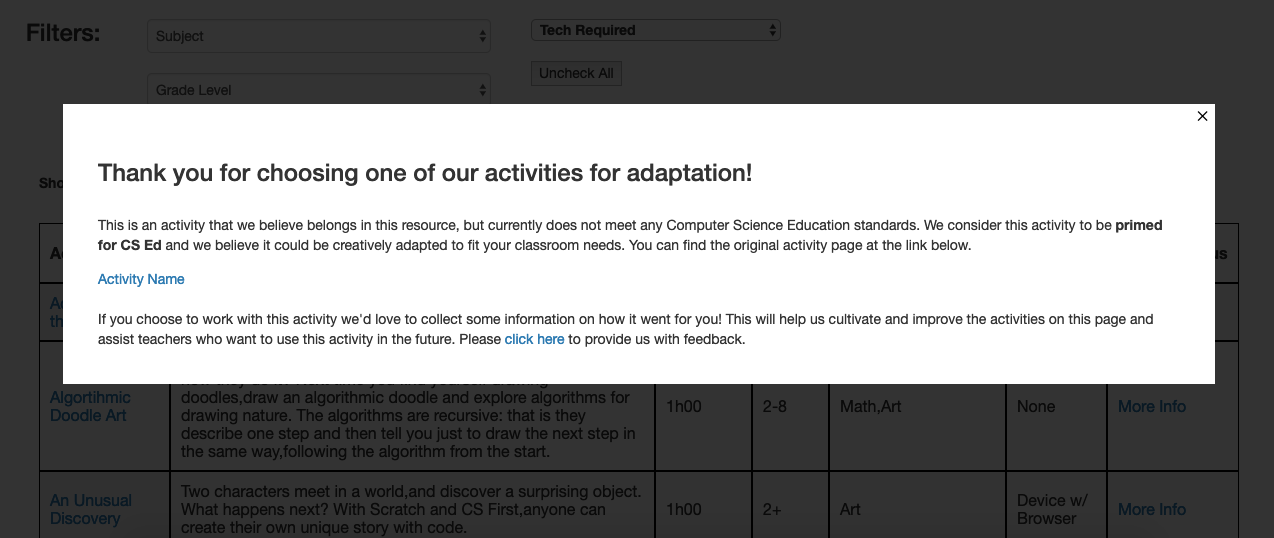 Filters:
Subject
Tech Required
Uncheck All
Grade Level
Thank you for choosing one of our activities for adaptation!
Sho
This is an activity that we believe belongs in this resource, but currently does not meet any Computer Science Education standards. We consider this activity to be primed
for CS Ed and we believe it could be creatively adapted to fit your classroom needs. You can find the original activity page at the link below.
Activity Name
If you choose to work with this activity we'd love to collect some information on how it went for you! This will help us cultivate and improve the activities on this page and
assist teachers who want to use this activity in the future. Please click here to provide us with feedback.
Algortihmic
Doodle Art
doodles,draw an algorithmic doodle and explore algorithms for
drawing nature. The algorithms are recursive: that is they
describe one step and then tell you just to draw the next step in
the same way,following the algorithm from the start.
1h00
2-8
Math,Art
None
More Info
An Unusual
Discovery
Two characters meet in a world,and discover a surprising object.
What happens next? With Scratch and CS First,anyone can
create their own unique story with code.
1h00
2+
Art
Device w/
Browser
More Info